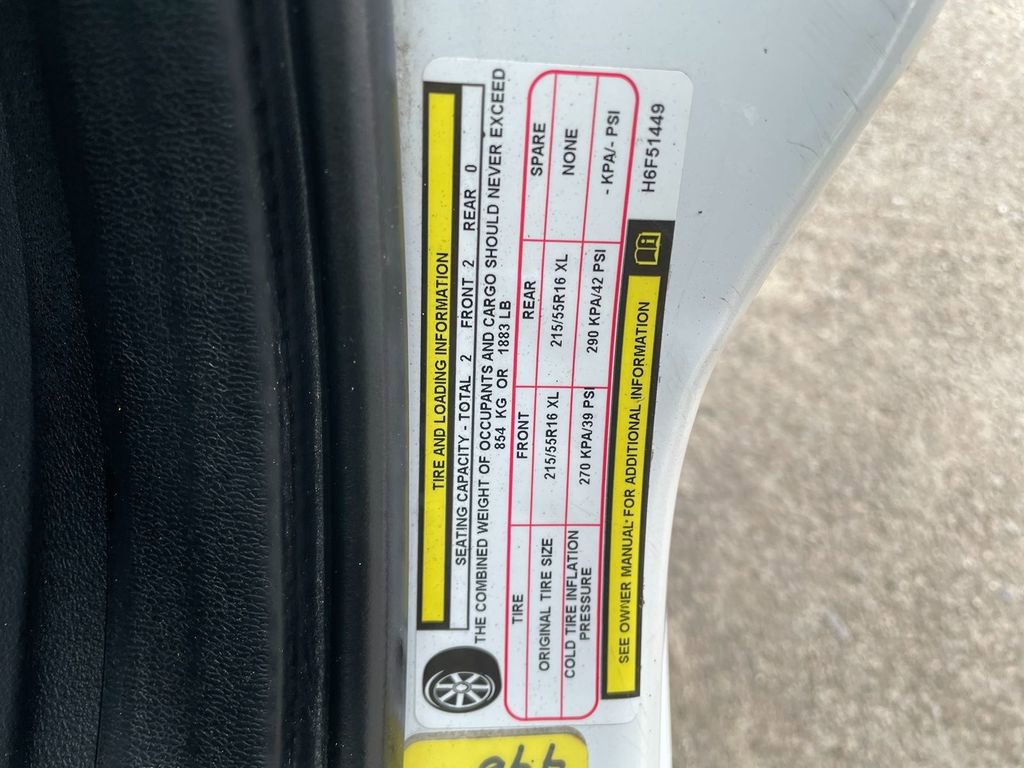 TIRE AND LOADING INFORMATION
SEATING CAPACITY - TOTAL 2 FRONT 2 REAR 0
THE COMBINED WEIGHT OF OCCUPANTS AND CARGO SHOULD NEVER EXCEED
854 KG OR 1883 LB
TIRE FRONT REAR SPARE
ORIGINAL TIRE SIZE 215/55R16 XL 215/55R16 XL NONE
COLD TIRE INFLATION PRESSURE 270 KPA/39 PSI 290 KPA/42 PSI - KPA/- PSI
SEE OWNER MANUAL FOR ADDITIONAL INFORMATION
H6F51449